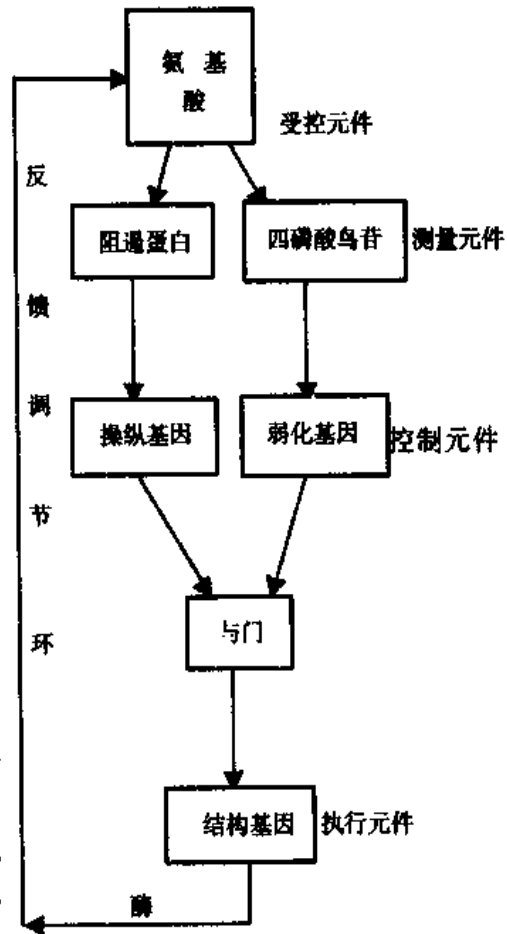 氨基
酸
受控元件
反
阻遏蛋白
四磷酸鸟苷
测量元件
馈
调
操纵基因
弱化基因
控制元件
节
与门
环
结构基因
执行元件
酶